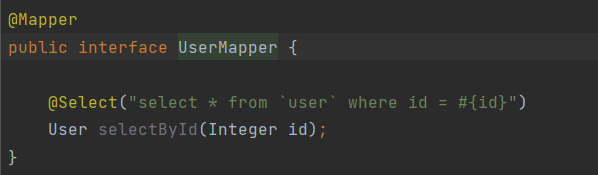 @Mapper
public interface UserMapper {
@Select("select * from `user` where id = #{id}")
User selectById(Integer id);
}